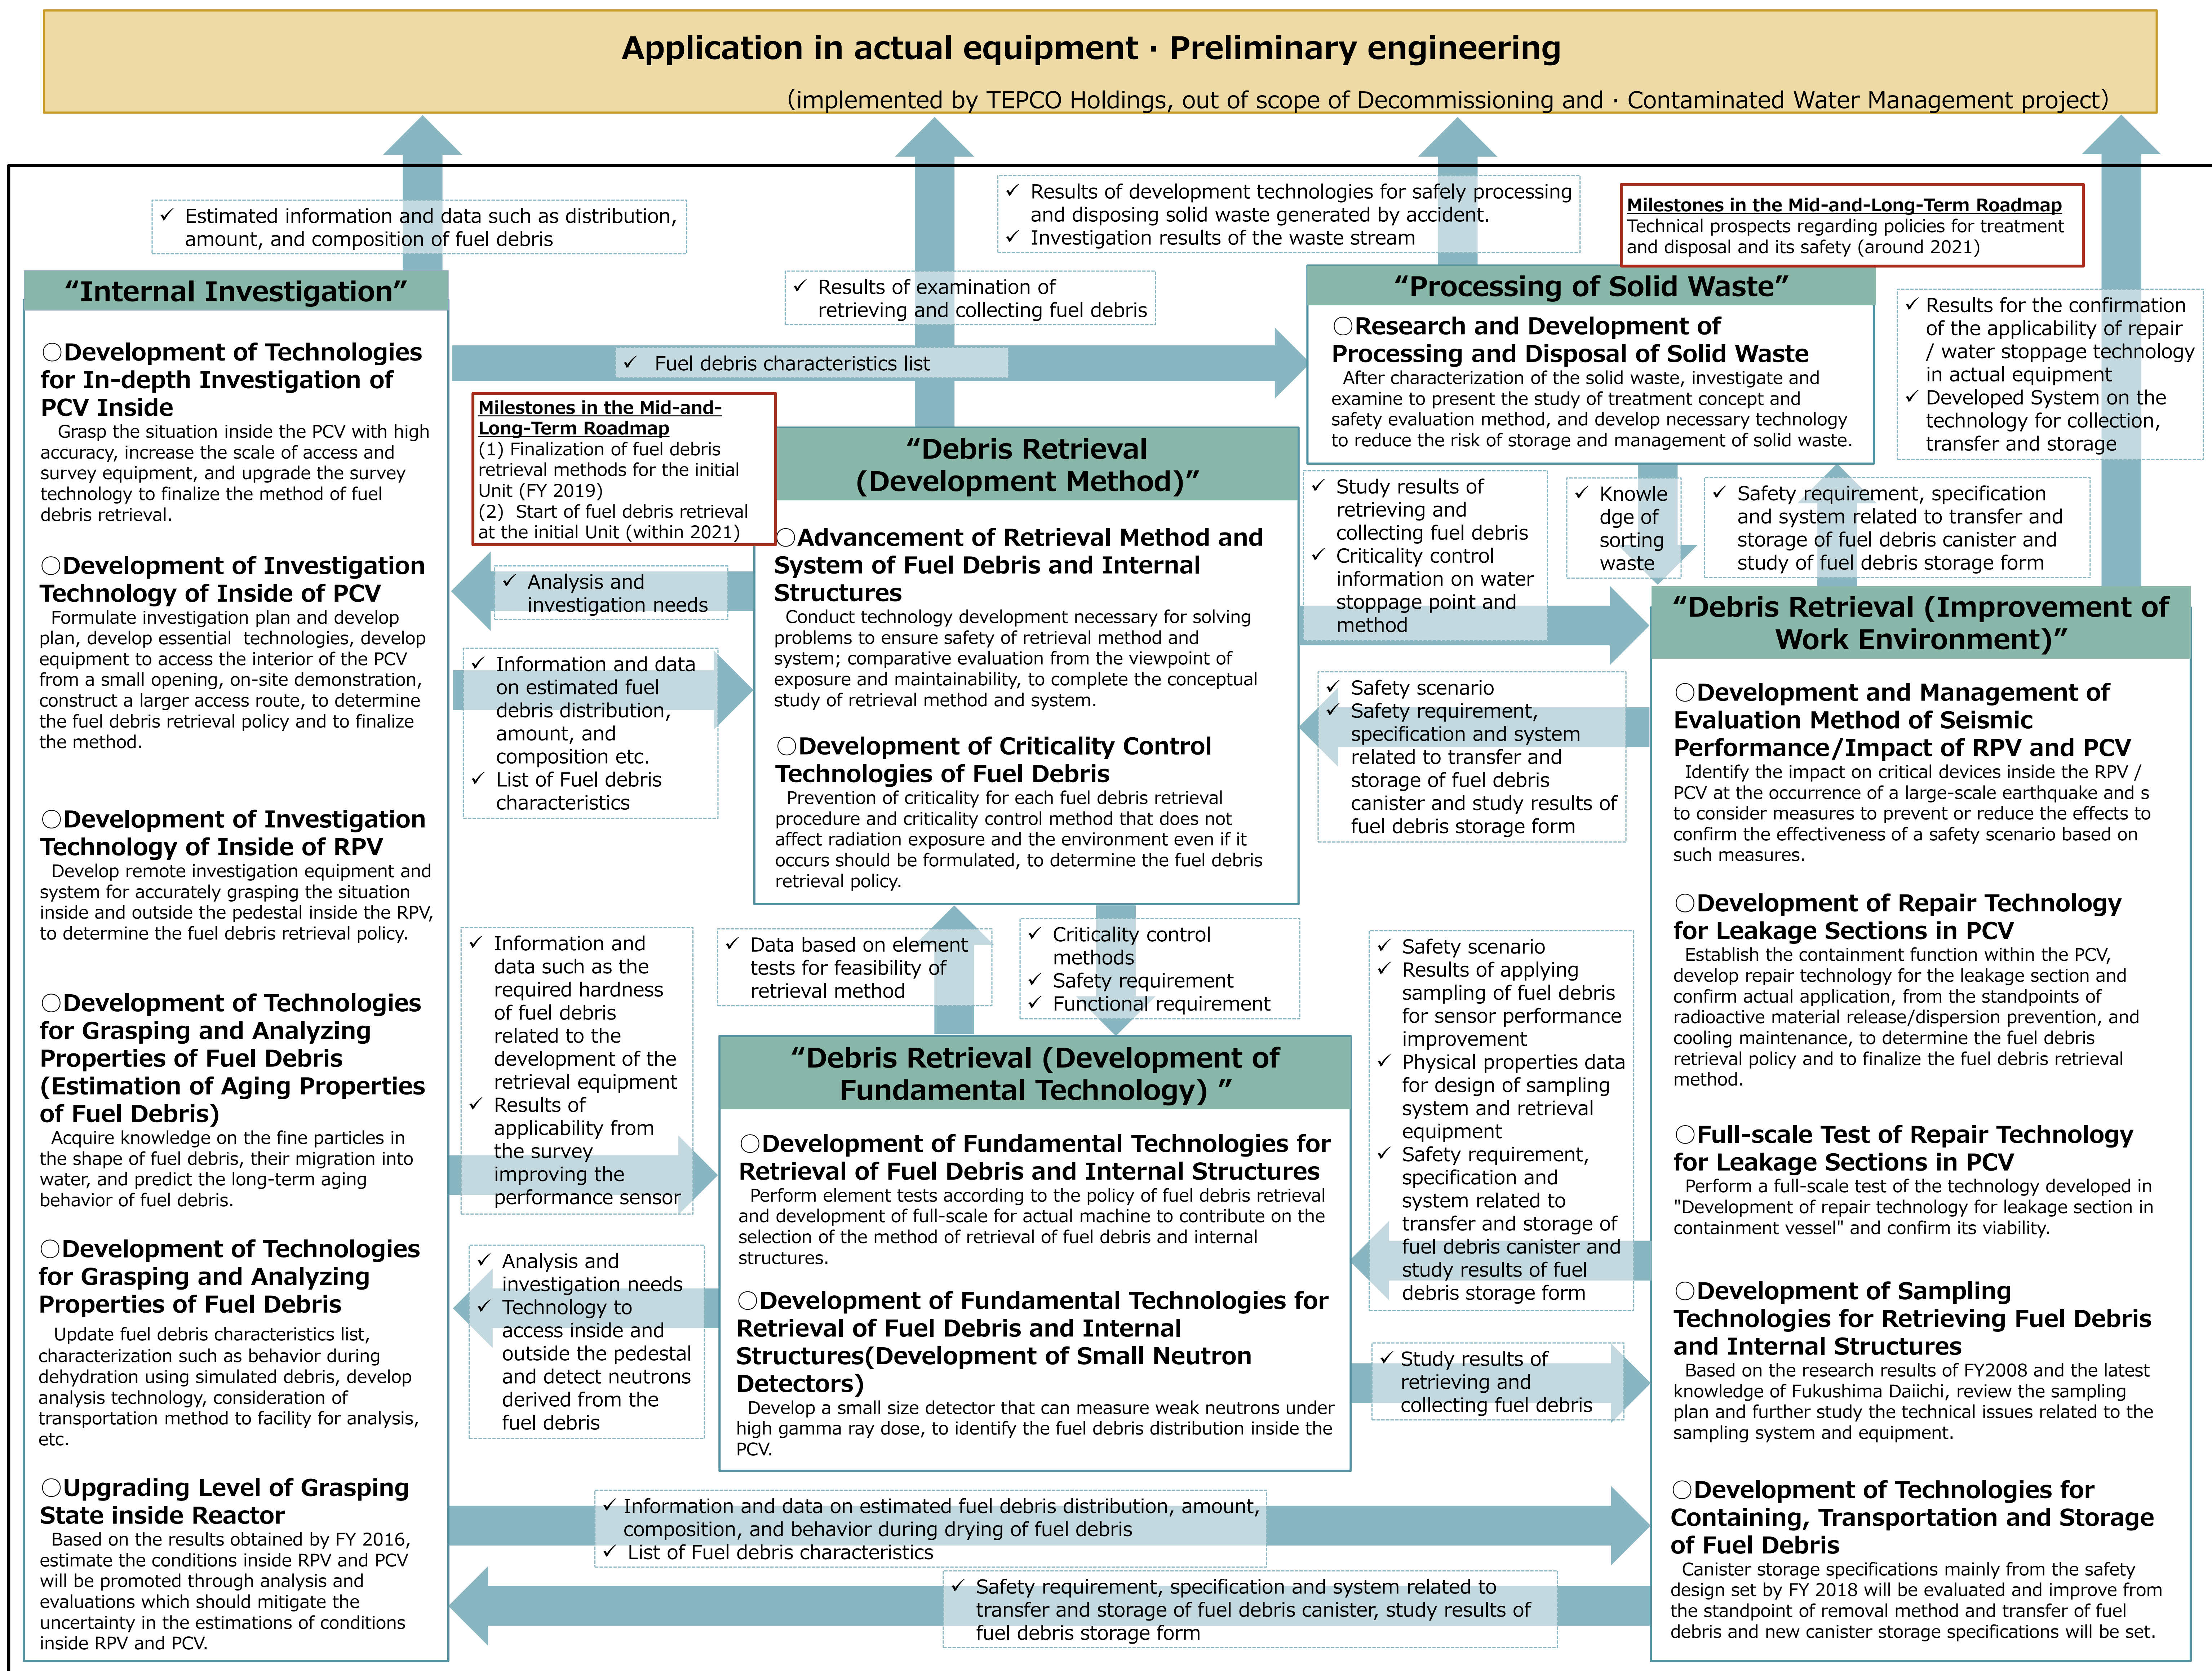 Application in actual equipment · Preliminary engineering
(implemented by TEPCO Holdings, out of scope of Decommissioning and · Contaminated Water Management project)
✓ Estimated information and data such as distribution,
amount, and composition of fuel debris
✓ Results of development technologies for safely processing
and disposing solid waste generated by accident.
✓ Investigation results of the waste stream
Milestones in the Mid-and-Long-Term Roadmap
Technical prospects regarding policies for treatment
and disposal and its safety (around 2021)
✓ Results of examination of
retrieving and collecting fuel debris
✓ Results for the confirmation
of the applicability of repair
/ water stoppage technology
in actual equipment
✓ Developed System on the
technology for collection,
transfer and storage
“Internal Investigation”
○Development of Technologies
for In-depth Investigation of
PCV Inside
Grasp the situation inside the PCV with high
accuracy, increase the scale of access and
survey equipment, and upgrade the survey
technology to finalize the method of fuel
debris retrieval.
○Development of Investigation
Technology of Inside of PCV
Formulate investigation plan and develop
plan, develop essential technologies, develop
equipment to access the interior of the PCV
from a small opening, on-site demonstration,
construct a larger access route, to determine
the fuel debris retrieval policy and to finalize
the method.
○Development of Investigation
Technology of Inside of RPV
Develop remote investigation equipment and
system for accurately grasping the situation
inside and outside the pedestal inside the RPV,
to determine the fuel debris retrieval policy.
○Development of Technologies
for Grasping and Analyzing
Properties of Fuel Debris
(Estimation of Aging Properties
of Fuel Debris)
Acquire knowledge on the fine particles in
the shape of fuel debris, their migration into
water, and predict the long-term aging
behavior of fuel debris.
○Development of Technologies
for Grasping and Analyzing
Properties of Fuel Debris
Update fuel debris characteristics list,
characterization such as behavior during
dehydration using simulated debris, develop
analysis technology, consideration of
transportation method to facility for analysis,
etc.
○Upgrading Level of Grasping
State inside Reactor
Based on the results obtained by FY 2016,
estimate the conditions inside RPV and PCV
will be promoted through analysis and
evaluations which should mitigate the
uncertainty in the estimations of conditions
inside RPV and PCV.
✓ Fuel debris characteristics list
Milestones in the Mid-and-
Long-Term Roadmap
(1) Finalization of fuel debris
retrieval methods for the initial
Unit (FY 2019)
(2) Start of fuel debris retrieval
at the initial Unit (within 2021)
✓ Analysis and
investigation needs
✓ Information and data
on estimated fuel
debris distribution,
amount, and
composition etc.
✓ List of Fuel debris
characteristics
✓ Information and
data such as the
required hardness
of fuel debris
related to the
development of the
retrieval equipment
✓ Results of
applicability from
the survey
improving the
performance sensor
✓ Analysis and
investigation needs
✓ Technology to
access inside and
outside the pedestal
and detect neutrons
derived from the
fuel debris
“Debris Retrieval
(Development Method)”
○Advancement of Retrieval Method and
System of Fuel Debris and Internal
Structures
Conduct technology development necessary for solving
problems to ensure safety of retrieval method and
system; comparative evaluation from the viewpoint of
exposure and maintainability, to complete the conceptual
study of retrieval method and system.
○Development of Criticality Control
Technologies of Fuel Debris
Prevention of criticality for each fuel debris retrieval
procedure and criticality control method that does not
affect radiation exposure and the environment even if it
occurs should be formulated, to determine the fuel debris
retrieval policy.
✓ Data based on element
tests for feasibility of
retrieval method
✓ Criticality control
methods
✓ Safety requirement
✓ Functional requirement
“Debris Retrieval (Development of
Fundamental Technology) ”
○Development of Fundamental Technologies for
Retrieval of Fuel Debris and Internal Structures
Perform element tests according to the policy of fuel debris retrieval
and development of full-scale for actual machine to contribute on the
selection of the method of retrieval of fuel debris and internal
structures.
○Development of Fundamental Technologies for
Retrieval of Fuel Debris and Internal
Structures(Development of Small Neutron
Detectors)
Develop a small size detector that can measure weak neutrons under
high gamma ray dose, to identify the fuel debris distribution inside the
PCV.
“Processing of Solid Waste”
○Research and Development of
Processing and Disposal of Solid Waste
After characterization of the solid waste, investigate and
examine to present the study of treatment concept and
safety evaluation method, and develop necessary technology
to reduce the risk of storage and management of solid waste.
✓ Study results of
retrieving and
collecting fuel debris
✓ Criticality control
information on water
stoppage point and
method
✓ Knowle
dge of
sorting
waste
✓ Safety requirement, specification
and system related to transfer and
storage of fuel debris canister and
study of fuel debris storage form
✓ Safety scenario
✓ Safety requirement,
specification and system
related to transfer and
storage of fuel debris
canister and study results of
fuel debris storage form
✓ Safety scenario
✓ Results of applying
sampling of fuel debris
for sensor performance
improvement
✓ Physical properties data
for design of sampling
system and retrieval
equipment
✓ Safety requirement,
specification and
system related to
transfer and storage of
fuel debris canister and
study results of fuel
debris storage form
✓ Study results of
retrieving and
collecting fuel debris
“Debris Retrieval (Improvement of
Work Environment)”
○Development and Management of
Evaluation Method of Seismic
Performance/Impact of RPV and PCV
Identify the impact on critical devices inside the RPV /
PCV at the occurrence of a large-scale earthquake and s
to consider measures to prevent or reduce the effects to
confirm the effectiveness of a safety scenario based on
such measures.
○Development of Repair Technology
for Leakage Sections in PCV
Establish the containment function within the PCV,
develop repair technology for the leakage section and
confirm actual application, from the standpoints of
radioactive material release/dispersion prevention, and
cooling maintenance, to determine the fuel debris
retrieval policy and to finalize the fuel debris retrieval
method.
○Full-scale Test of Repair Technology
for Leakage Sections in PCV
Perform a full-scale test of the technology developed in
"Development of repair technology for leakage section in
containment vessel" and confirm its viability.
○Development of Sampling
Technologies for Retrieving Fuel Debris
and Internal Structures
Based on the research results of FY2008 and the latest
knowledge of Fukushima Daiichi, review the sampling
plan and further study the technical issues related to the
sampling system and equipment.
○Development of Technologies for
Containing, Transportation and Storage
of Fuel Debris
Canister storage specifications mainly from the safety
design set by FY 2018 will be evaluated and improve from
the standpoint of removal method and transfer of fuel
debris and new canister storage specifications will be set.
✓ Information and data on estimated fuel debris distribution, amount,
composition, and behavior during drying of fuel debris
✓ List of Fuel debris characteristics
✓ Safety requirement, specification and system related to
transfer and storage of fuel debris canister, study results of
fuel debris storage form